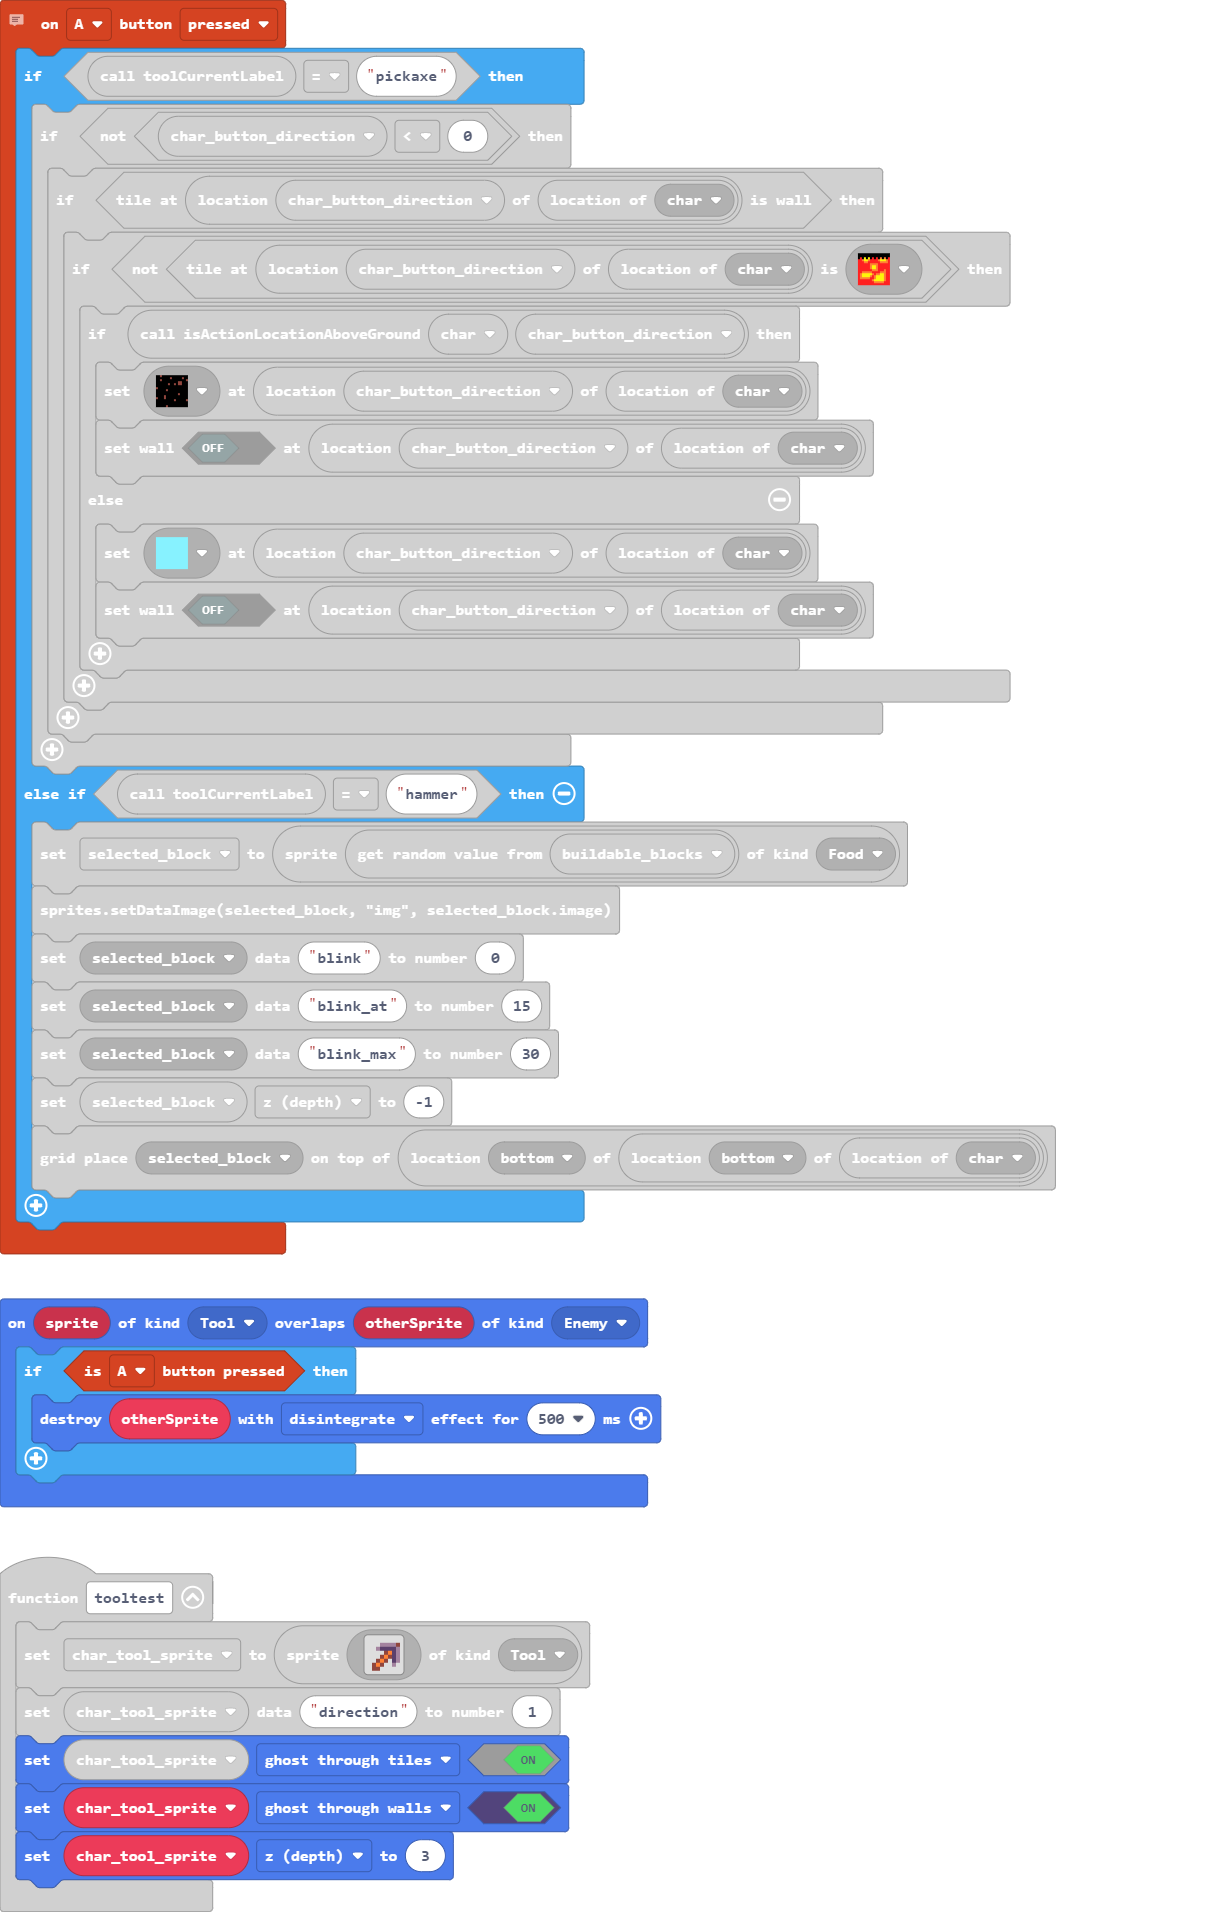 on A button pressed
if call toolCurrentLabel = "pickaxe" then
if not char_button_direction < 0 then
if tile at location char_button_direction of location of char is wall then
if not tile at location char_button_direction of location of char is then
if call isActionLocationAboveGround char char_button_direction then
set at location char_button_direction of location of char
set wall OFF at location char_button_direction of location of char
else
set at location char_button_direction of location of char
set wall OFF at location char_button_direction of location of char
else if call toolCurrentLabel = "hammer" then
set selected_block to sprite get random value from buildable_blocks of kind Food
sprites.setDataImage(selected_block, "img", selected_block.image)
set selected_block data "blink" to number 0
set selected_block data "blink_at" to number 15
set selected_block data "blink_max" to number 30
set selected_block z (depth) to -1
grid place selected_block on top of location bottom of location bottom of location of char
on sprite of kind Tool overlaps otherSprite of kind Enemy
if is A button pressed then
destroy otherSprite with disintegrate effect for 500 ms
function tooltest
set char_tool_sprite to sprite of kind Tool
set char_tool_sprite data "direction" to number 1
set char_tool_sprite ghost through tiles ON
set char_tool_sprite ghost through walls ON
set char_tool_sprite z (depth) to 3